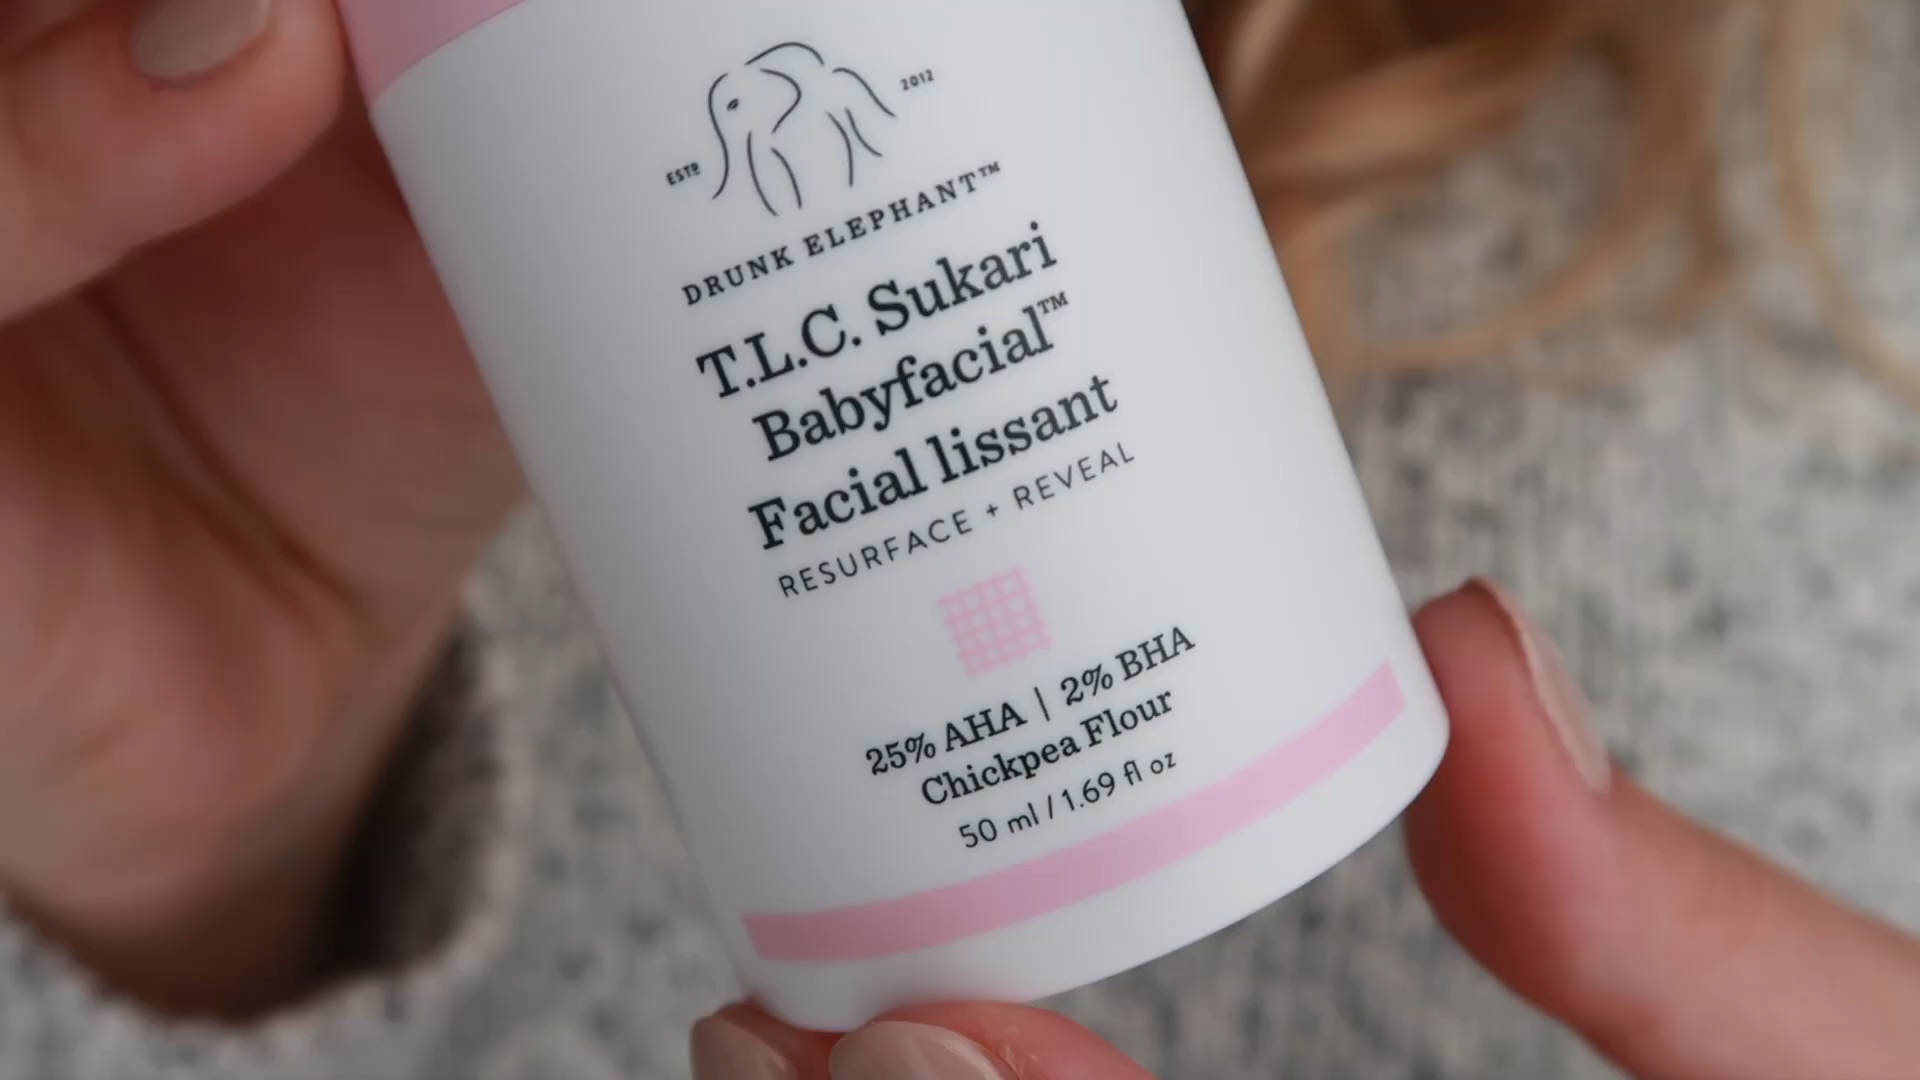 ESTD 2012
DRUNK ELEPHANT™
T.L.C. Sukari
Babyfacial™
Facial lissant
RESURFACE + REVEAL
25% AHA | 2% BHA
Chickpea Flour
50 ml / 1.69 fl oz